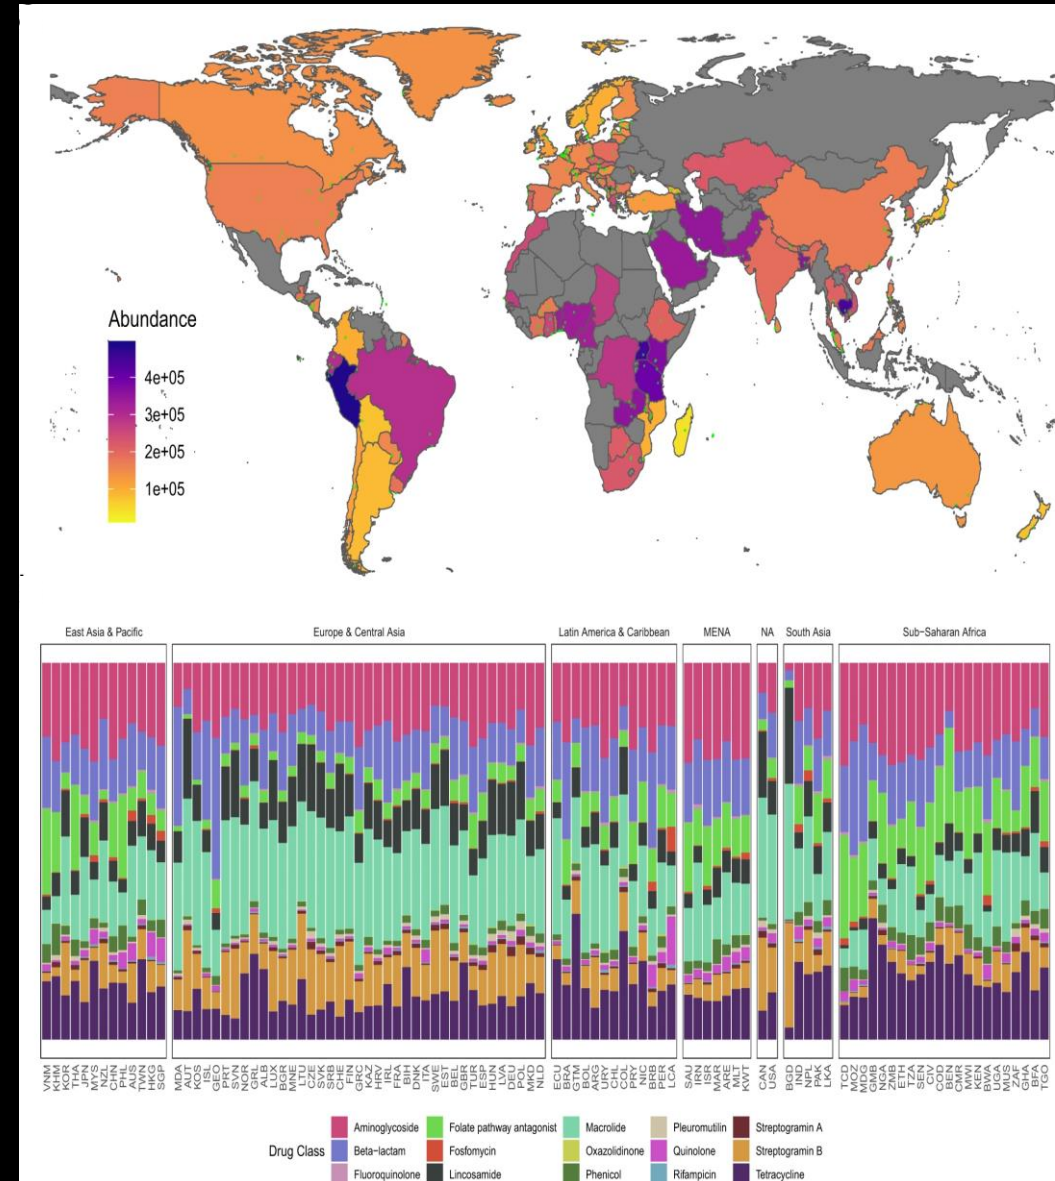 Abundance
4e+05
3e+05
2e+05
1e+05
East Asia & Pacific
Europe & Central Asia
Latin America & Caribbean
MENA
NA
South Asia
Sub-Saharan Africa
VNM KHM KOR THA JPN MYS NZL CHN PHL AUS TWN HKG SGP
MDA AUT KOS ISL GEO PRT SVN NOR GRL ALB LUX BGR MNE LTU CZE SVK SRB CHE FIN GRC KAZ HRV IRL FRA BIH DNK ITA SWE EST BEL GBR TUR ESP HUN LVA DEU POL MKD NLD
ECU BRA GTM BOL ARG URY CHL COL PRY NIC BRB PER LCA
SAU IRN ISR MAR ARE MLT KWT
CAN USA
BGD IND NPL PAK LKA
TCD MOZ MDG GMB NGA ZMB ETH TZA SEN CIV COD BEN CMR MWI KEN BWA UGA MUS ZAF GHA BFA TGO
Drug Class
Aminoglycoside
Beta-lactam
Fluoroquinolone
Folate pathway antagonist
Fosfomycin
Lincosamide
Macrolide
Oxazolidinone
Phenicol
Pleuromutilin
Quinolone
Rifampicin
Streptogramin A
Streptogramin B
Tetracycline